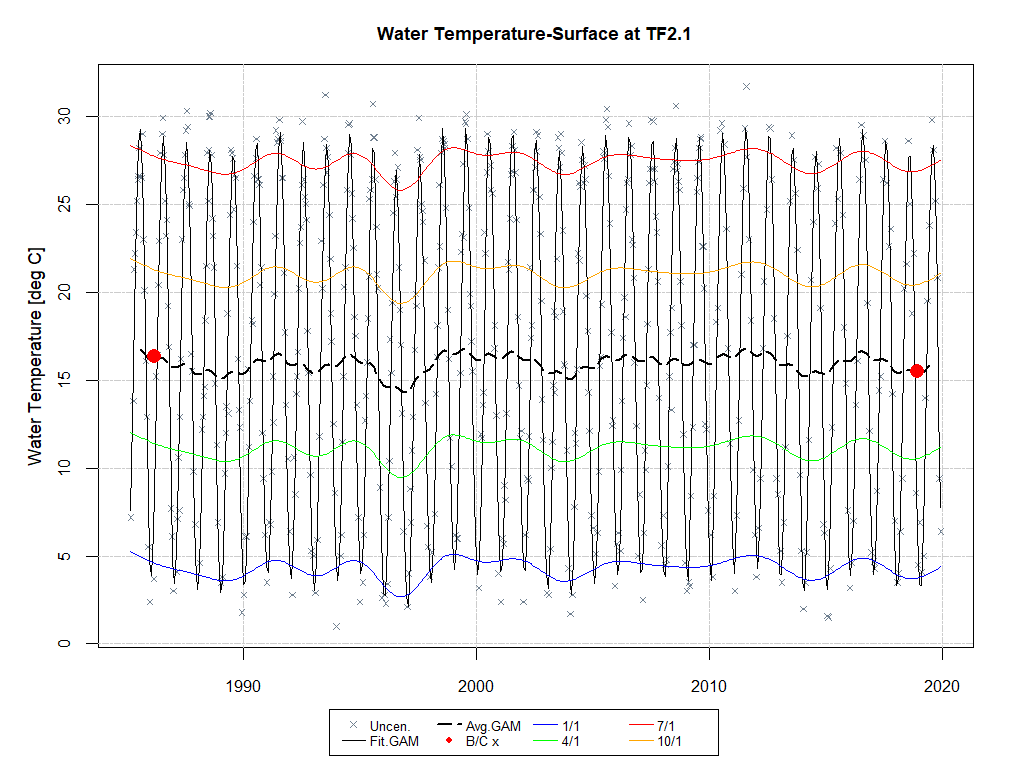 Water Temperature-Surface at TF2.1
Water Temperature [deg C]
30
25
20
15
10
5
0
1990 2000 2010 2020
Uncen. Avg.GAM 1/1 7/1
Fit.GAM B/C x 4/1 10/1